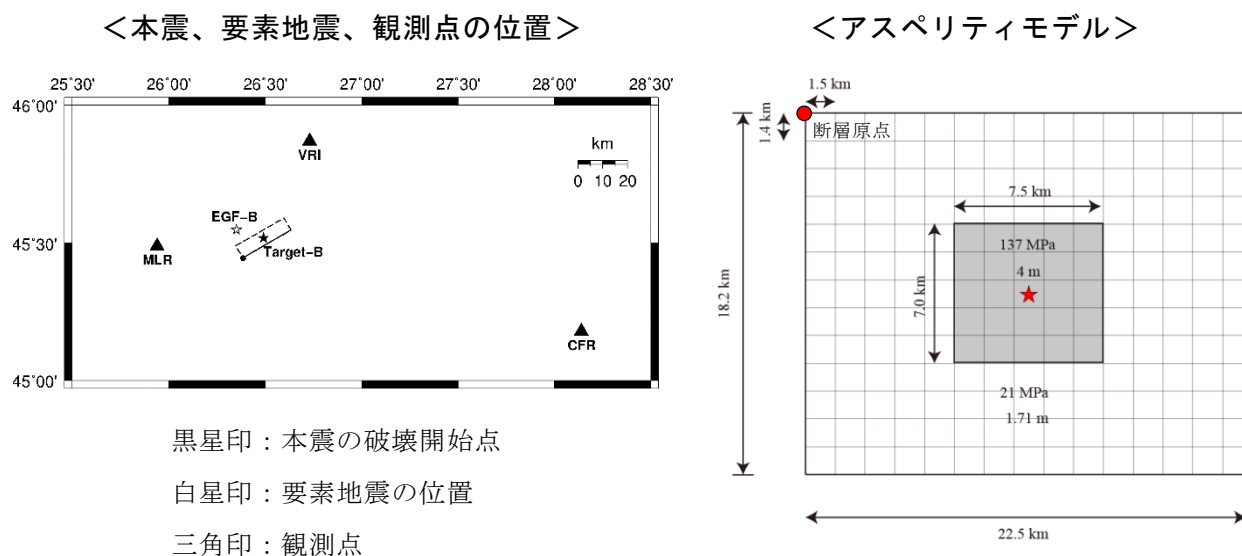 <本震、要素地震、観測点の位置>
25°30' 26°00' 26°30' 27°00' 27°30' 28°00' 28°30'
46°00'
45°30'
45°00'
VRI
km
0 10 20
EGF-B
Target-B
MLR
CFR
黒星印:本震の破壊開始点
白星印:要素地震の位置
三角印:観測点
<アスペリティモデル>
1.5 km
1.4 km
断層原点
7.5 km
137 MPa
4 m
7.0 km
18.2 km
21 MPa
1.71 m
22.5 km